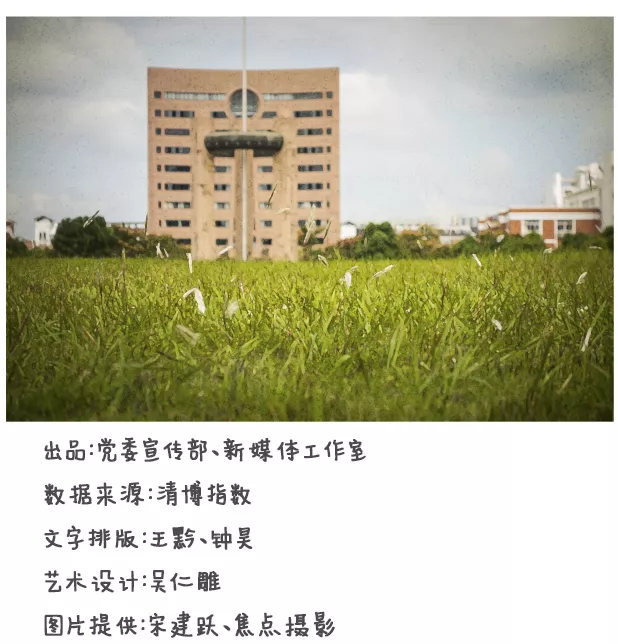 出品:党委宣传部、新媒体工作室
数据来源:清博指数
文字排版:王黔、钟昊
艺术设计:吴仁雕
图片提供:宋建跃、焦点摄影